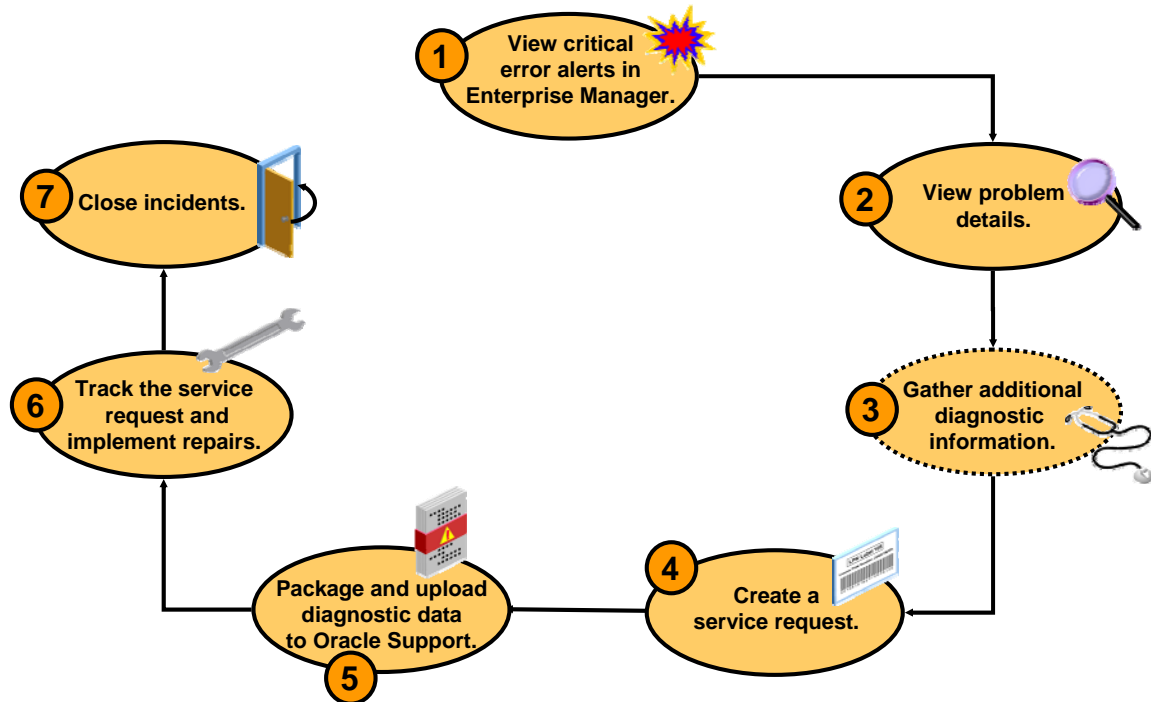 1
View critical
error alerts in
Enterprise Manager.
2
View problem
details.
3
Gather additional
diagnostic
information.
4
Create a
service request.
5
Package and upload
diagnostic data
to Oracle Support.
6
Track the service
request and
implement repairs.
7
Close incidents.